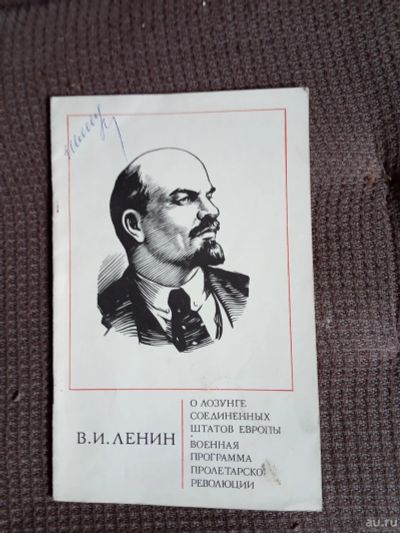 В.И.ЛЕНИН
О ЛОЗУНГЕ
СОЕДИНЕННЫХ
ШТАТОВ ЕВРОПЫ
·
ВОЕННАЯ
ПРОГРАММА
ПРОЛЕТАРСКОЙ
РЕВОЛЮЦИИ
au.ru